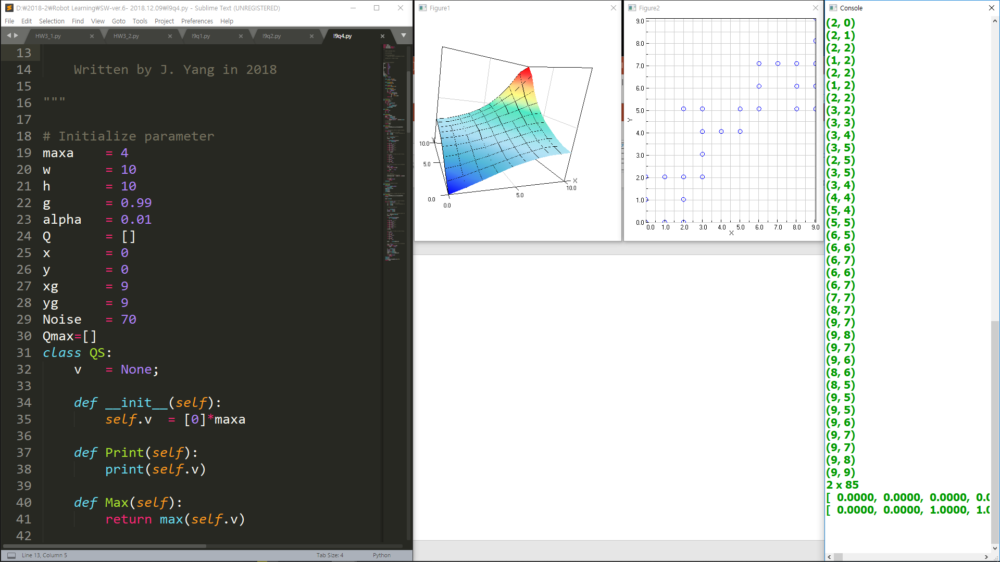 D:₩2018-2₩Robot Learning₩SW-ver.6- 2018.12.09₩l9q4.py - Sublime Text (UNREGISTERED)
File Edit Selection Find View Goto Tools Project Preferences Help
HW3_1.py HW3_2.py l9q1.py l9q2.py l9q4.py
13
14 Written by J. Yang in 2018
15
16 """
17
18 # Initialize parameter
19 maxa = 4
20 w = 10
21 h = 10
22 g = 0.99
23 alpha = 0.01
24 Q = []
25 x = 0
26 y = 0
27 xg = 9
28 yg = 9
29 Noise = 70
30 Qmax=[]
31 class QS:
32 v = None;
33
34 def __init__(self):
35 self.v = [0]*maxa
36
37 def Print(self):
38 print(self.v)
39
40 def Max(self):
41 return max(self.v)
42
Line 13, Column 5 Tab Size: 4 Python
Figure1
Y
10.0
5.0
0.0
0.0
5.0
10.0
X
Figure2
9.0
8.0
7.0
6.0
5.0
Y
4.0
3.0
2.0
1.0
0.0
0.0 1.0 2.0 3.0 4.0 5.0 6.0 7.0 8.0 9.0
X
Console
(2, 0)
(2, 1)
(2, 2)
(1, 2)
(2, 2)
(1, 2)
(2, 2)
(3, 2)
(3, 3)
(3, 4)
(3, 5)
(2, 5)
(3, 5)
(3, 4)
(4, 4)
(5, 4)
(5, 5)
(6, 5)
(6, 6)
(6, 7)
(6, 6)
(6, 7)
(7, 7)
(8, 7)
(9, 7)
(9, 8)
(9, 7)
(9, 6)
(8, 6)
(8, 5)
(9, 5)
(9, 5)
(9, 6)
(9, 7)
(9, 7)
(9, 8)
(9, 9)
2 x 85
[ 0.0000, 0.0000, 0.0000, 0.0
[ 0.0000, 0.0000, 1.0000, 1.0